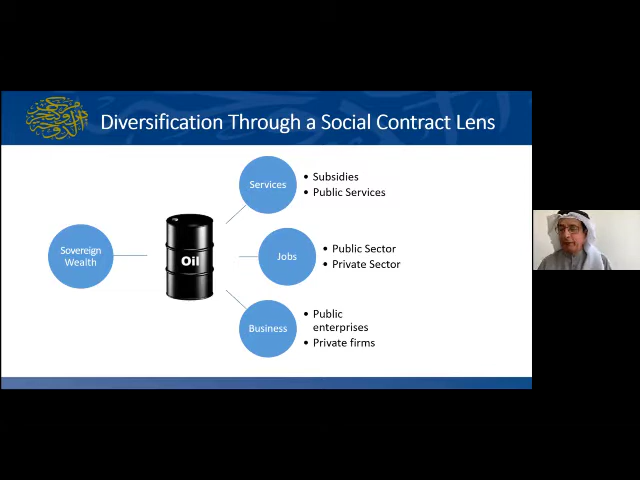 Diversification Through a Social Contract Lens
Services
• Subsidies
• Public Services
Sovereign
Wealth
Oil
Jobs
• Public Sector
• Private Sector
Business
• Public
enterprises
• Private firms